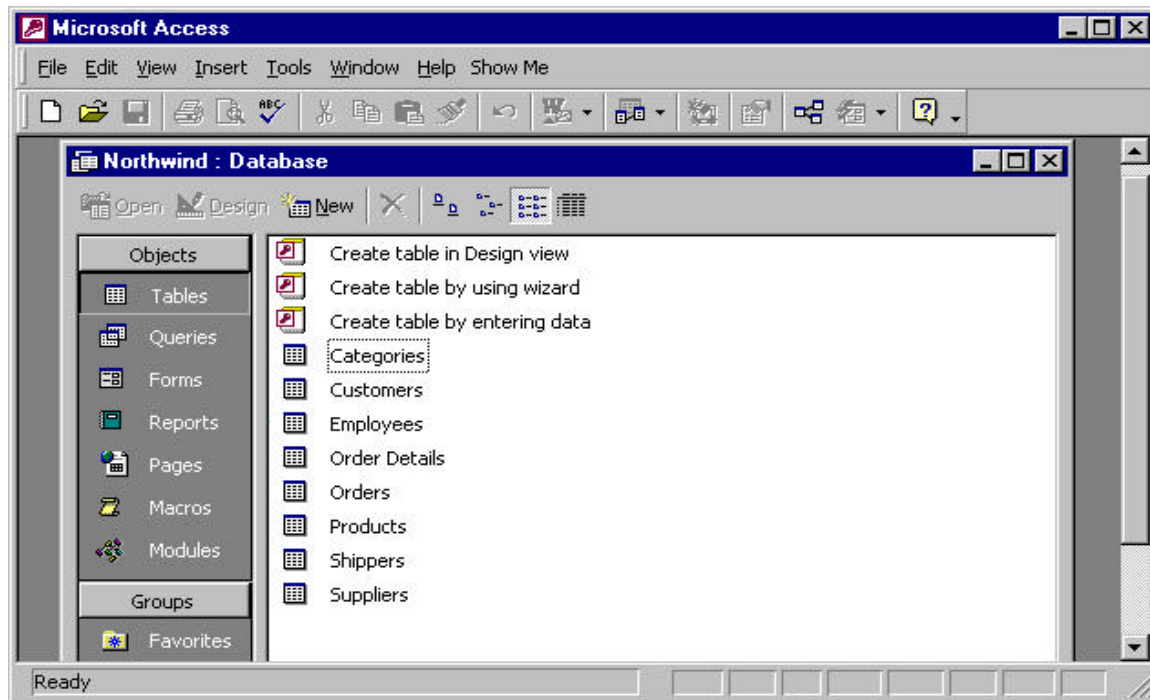 Microsoft Access
File Edit View Insert Tools Window Help Show Me
ABC
W
Northwind : Database
Open Design New
Objects
Tables
Queries
Forms
Reports
Pages
Macros
Modules
Groups
Favorites
Create table in Design view
Create table by using wizard
Create table by entering data
Categories
Customers
Employees
Order Details
Orders
Products
Shippers
Suppliers
Ready